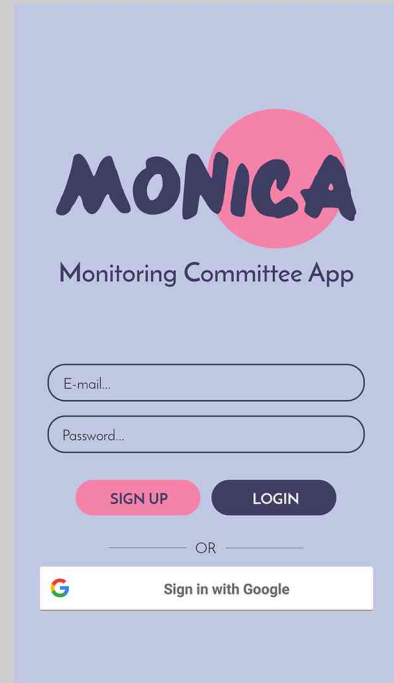 MONICA
Monitoring Committee App
E-mail...
Password...
SIGN UP
LOGIN
OR
Sign in with Google